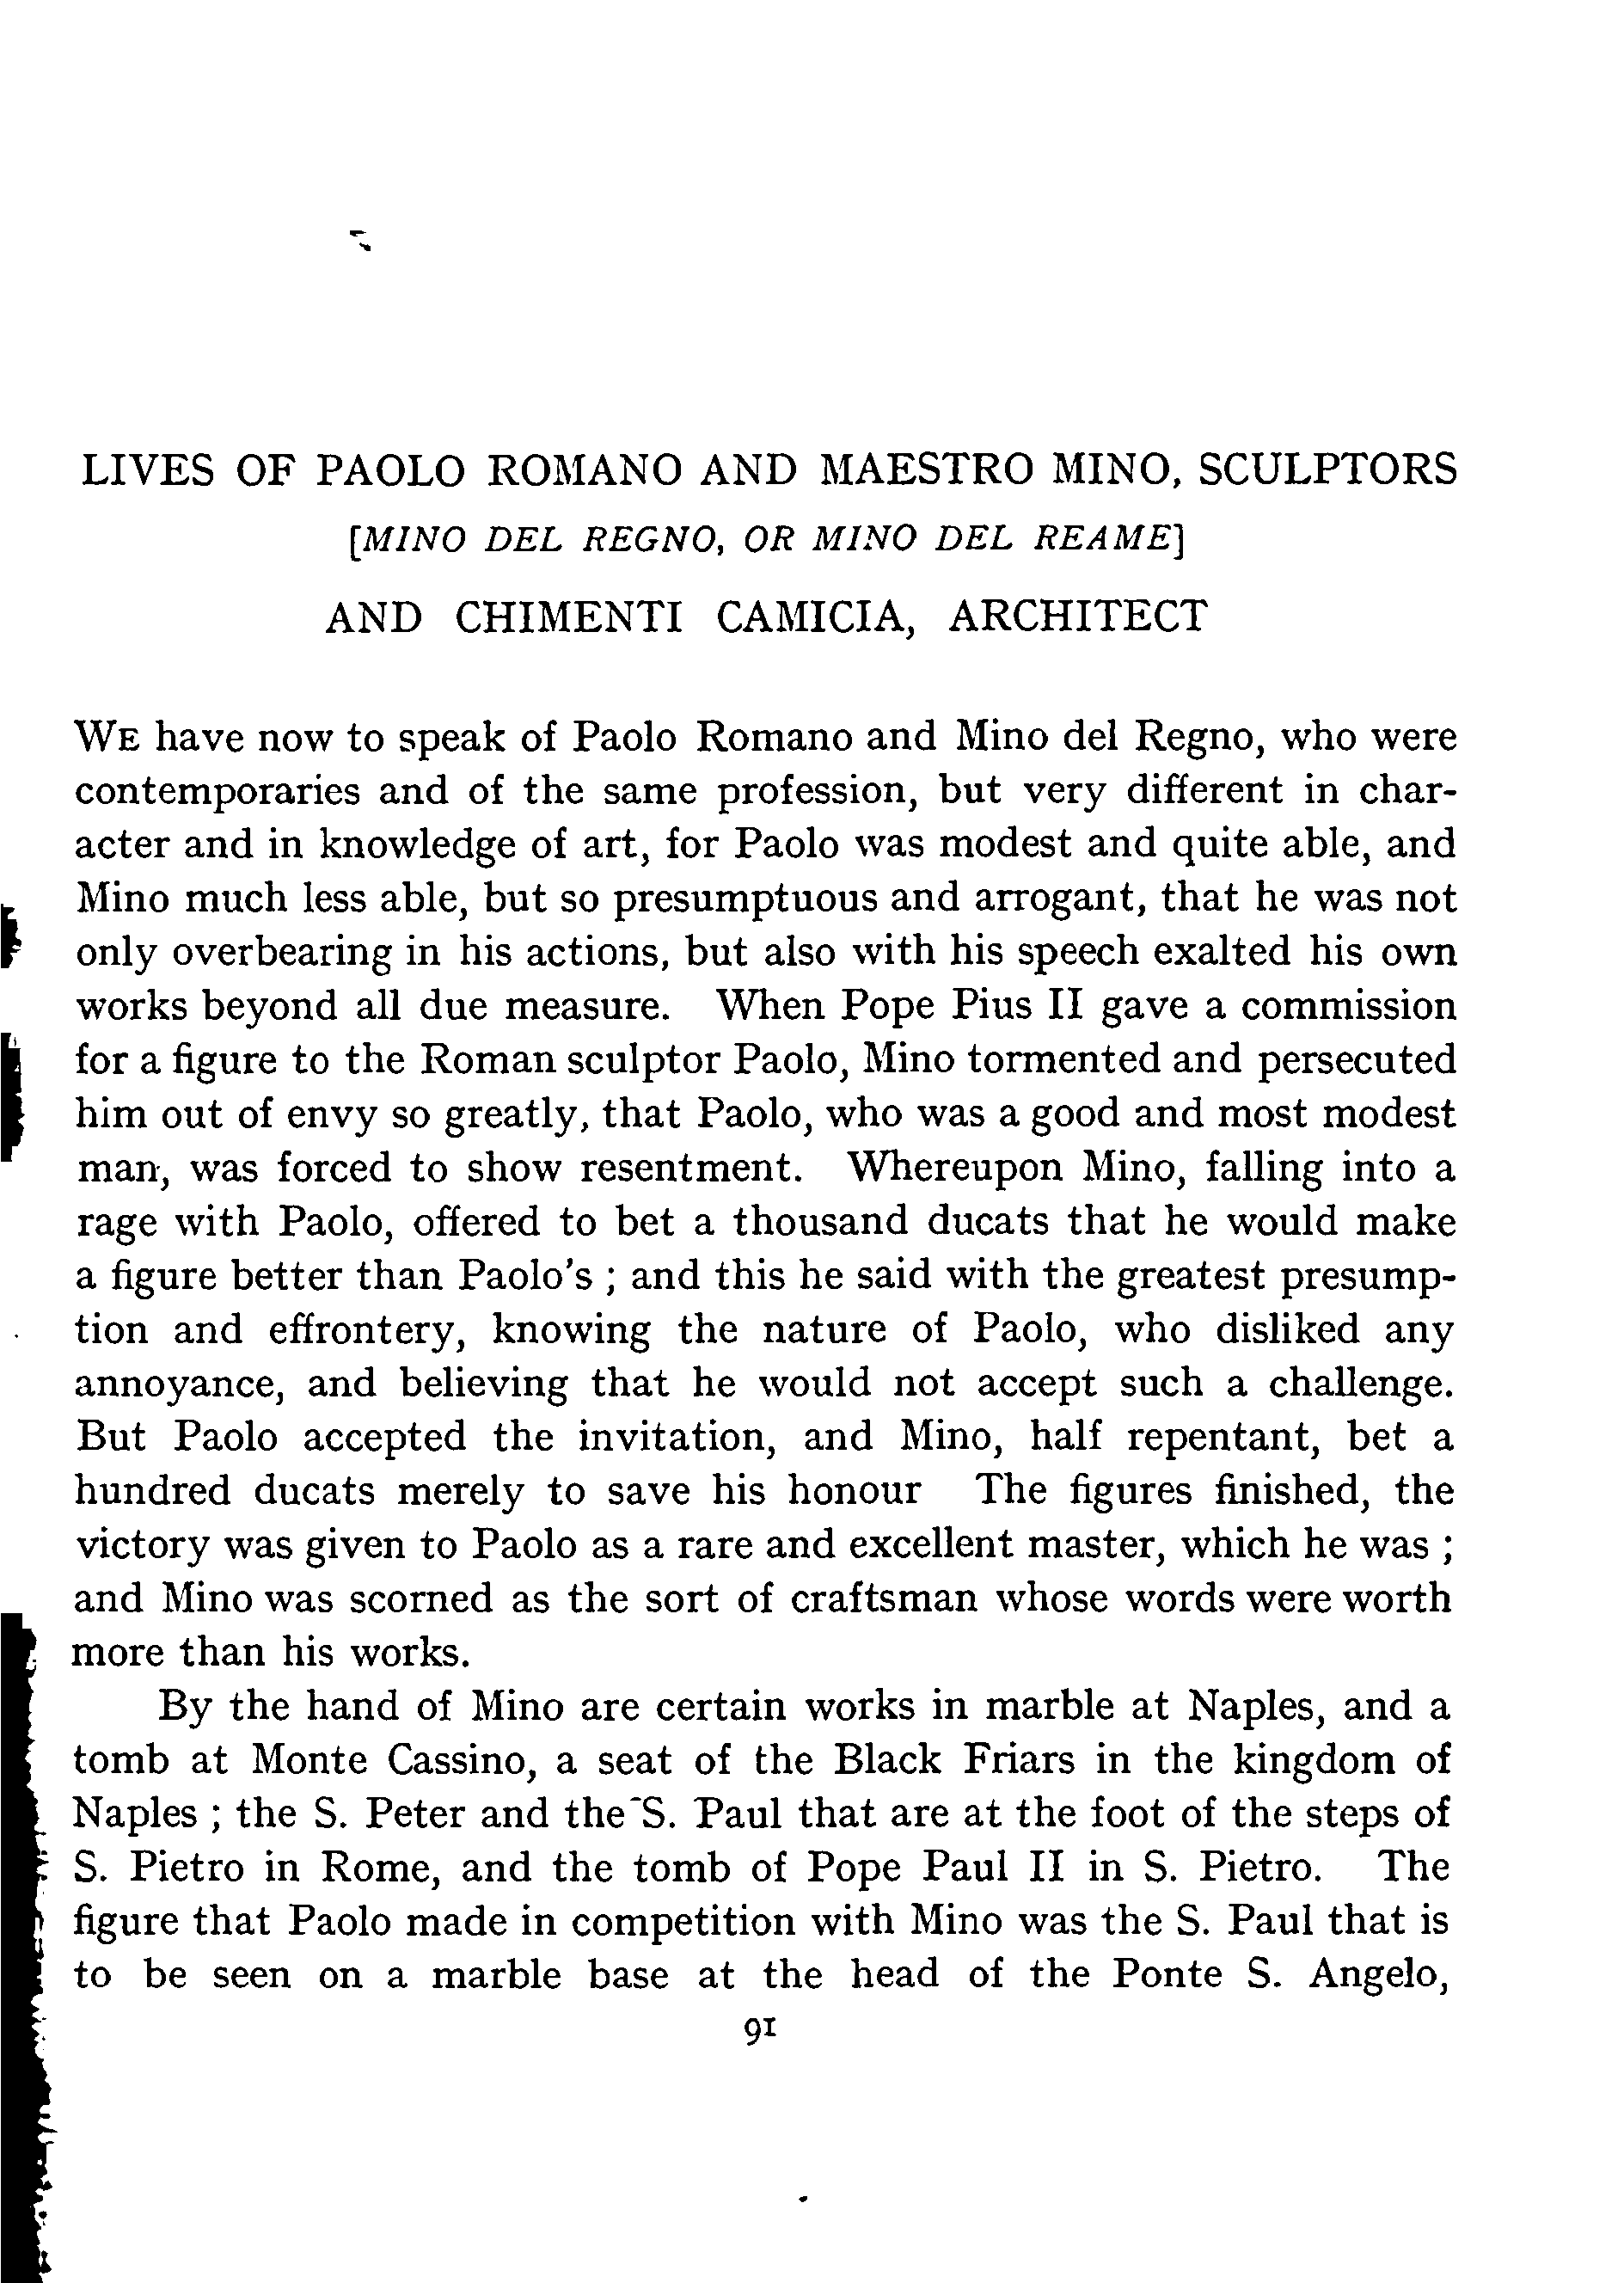 LIVES OF PAOLO ROMANO AND MAESTRO MINO, SCULPTORS
[MINO DEL REGNO, OR MINO DEL REAME]
AND CHIMENTI CAMICIA, ARCHITECT
WE have now to speak of Paolo Romano and Mino del Regno, who were
contemporaries and of the same profession, but very different in char-
acter and in knowledge of art, for Paolo was modest and quite able, and
Mino much less able, but so presumptuous and arrogant, that he was not
only overbearing in his actions, but also with his speech exalted his own
works beyond all due measure. When Pope Pius II gave a commission
for a figure to the Roman sculptor Paolo, Mino tormented and persecuted
him out of envy so greatly, that Paolo, who was a good and most modest
man, was forced to show resentment. Whereupon Mino, falling into a
rage with Paolo, offered to bet a thousand ducats that he would make
a figure better than Paolo's ; and this he said with the greatest presump-
tion and effrontery, knowing the nature of Paolo, who disliked any
annoyance, and believing that he would not accept such a challenge.
But Paolo accepted the invitation, and Mino, half repentant, bet a
hundred ducats merely to save his honour The figures finished, the
victory was given to Paolo as a rare and excellent master, which he was ;
and Mino was scorned as the sort of craftsman whose words were worth
more than his works.
By the hand of Mino are certain works in marble at Naples, and a
tomb at Monte Cassino, a seat of the Black Friars in the kingdom of
Naples ; the S. Peter and the S. Paul that are at the foot of the steps of
S. Pietro in Rome, and the tomb of Pope Paul II in S. Pietro. The
figure that Paolo made in competition with Mino was the S. Paul that is
to be seen on a marble base at the head of the Ponte S. Angelo,
91